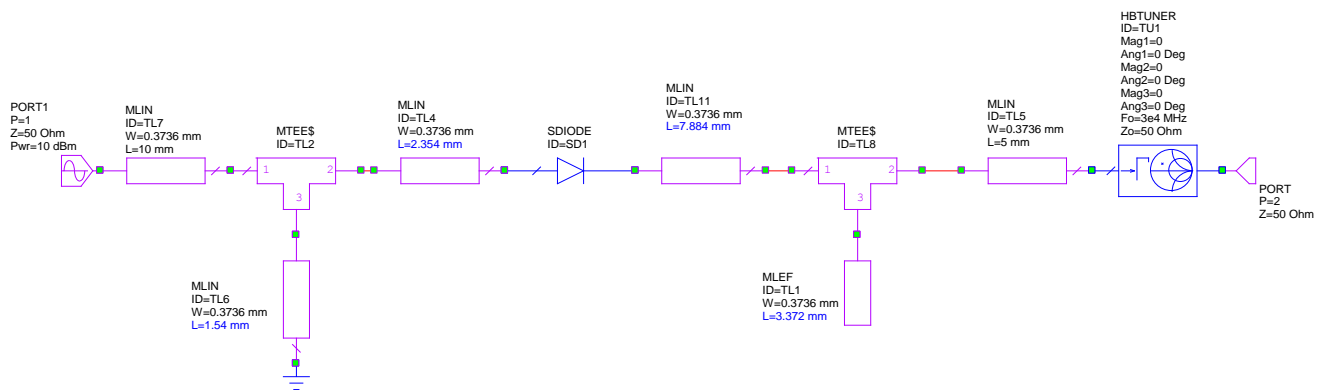 PORT1
P=1
Z=50 Ohm
Pwr=10 dBm
MLIN
ID=TL7
W=0.3736 mm
L=10 mm
MTEE$
ID=TL2
1
2
3
MLIN
ID=TL6
W=0.3736 mm
L=1.54 mm
MLIN
ID=TL4
W=0.3736 mm
L=2.354 mm
SDIODE
ID=SD1
MLIN
ID=TL11
W=0.3736 mm
L=7.884 mm
MTEE$
ID=TL8
1
2
3
MLEF
ID=TL1
W=0.3736 mm
L=3.372 mm
MLIN
ID=TL5
W=0.3736 mm
L=5 mm
HBTUNER
ID=TU1
Mag1=0
Ang1=0 Deg
Mag2=0
Ang2=0 Deg
Mag3=0
Ang3=0 Deg
Fo=3e4 MHz
Zo=50 Ohm
PORT
P=2
Z=50 Ohm